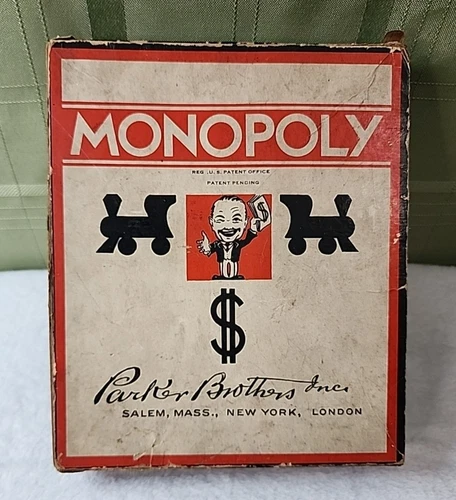 MONOPOLY
REG. U. S. PATENT OFFICE
PATENT PENDING
$
$
Parker Brothers Inc.
SALEM, MASS., NEW YORK, LONDON